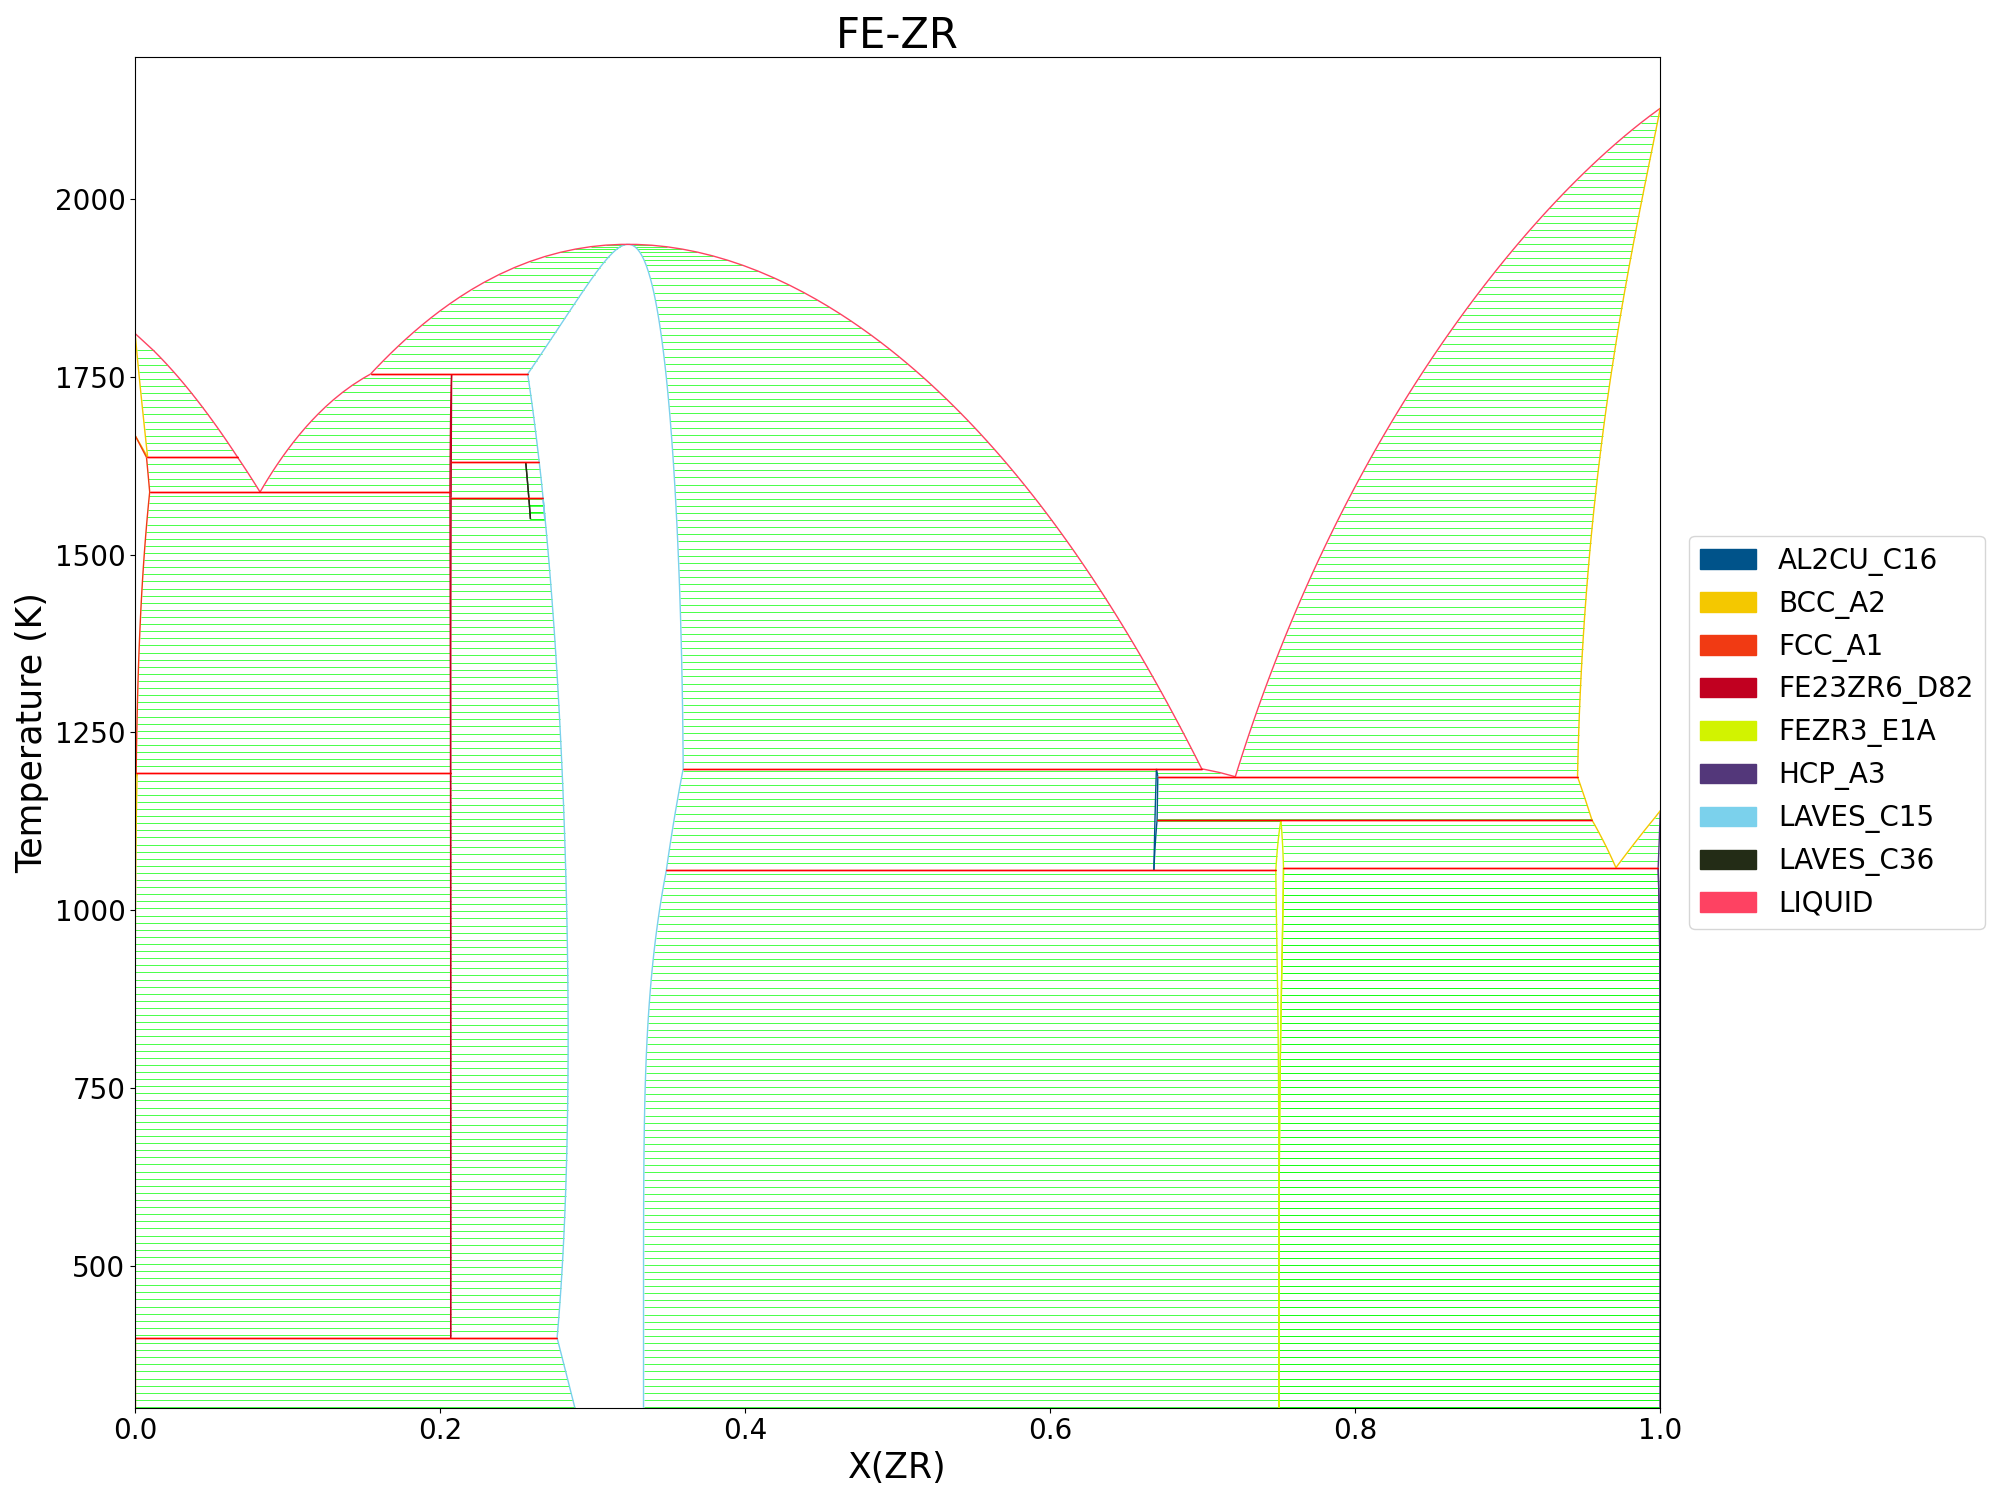 FE-ZR
Temperature (K)
2000
1750
1500
1250
1000
750
500
0.0 0.2 0.4 0.6 0.8 1.0
X(ZR)
AL2CU_C16
BCC_A2
FCC_A1
FE23ZR6_D82
FEZR3_E1A
HCP_A3
LAVES_C15
LAVES_C36
LIQUID